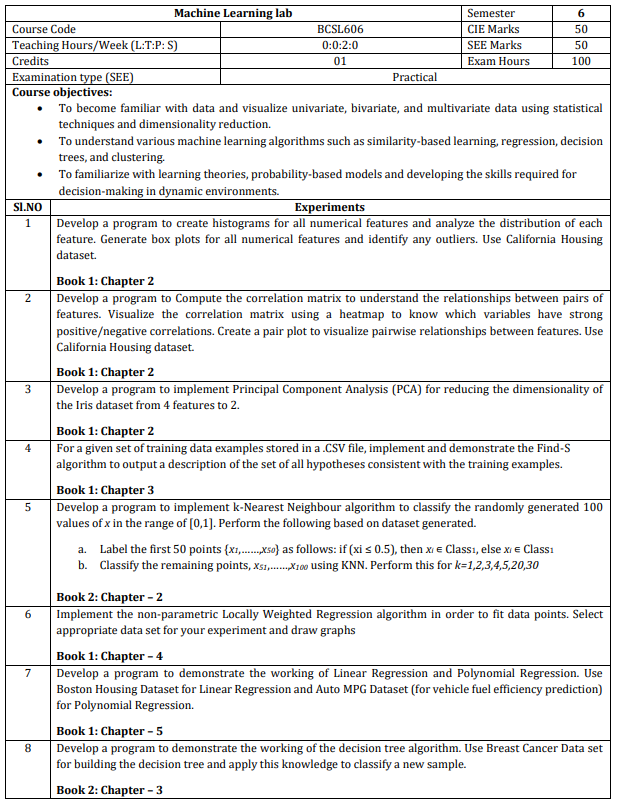 Machine Learning lab Semester 6
Course Code BCSL606 CIE Marks 50
Teaching Hours/Week (L:T:P: S) 0:0:2:0 SEE Marks 50
Credits 01 Exam Hours 100
Examination type (SEE) Practical
Course objectives:
• To become familiar with data and visualize univariate, bivariate, and multivariate data using statistical
techniques and dimensionality reduction.
• To understand various machine learning algorithms such as similarity-based learning, regression, decision
trees, and clustering.
• To familiarize with learning theories, probability-based models and developing the skills required for
decision-making in dynamic environments.
Sl.NO Experiments
1 Develop a program to create histograms for all numerical features and analyze the distribution of each
feature. Generate box plots for all numerical features and identify any outliers. Use California Housing
dataset.
Book 1: Chapter 2
2 Develop a program to Compute the correlation matrix to understand the relationships between pairs of
features. Visualize the correlation matrix using a heatmap to know which variables have strong
positive/negative correlations. Create a pair plot to visualize pairwise relationships between features. Use
California Housing dataset.
Book 1: Chapter 2
3 Develop a program to implement Principal Component Analysis (PCA) for reducing the dimensionality of
the Iris dataset from 4 features to 2.
Book 1: Chapter 2
4 For a given set of training data examples stored in a .CSV file, implement and demonstrate the Find-S
algorithm to output a description of the set of all hypotheses consistent with the training examples.
Book 1: Chapter 3
5 Develop a program to implement k-Nearest Neighbour algorithm to classify the randomly generated 100
values of x in the range of [0,1]. Perform the following based on dataset generated.
a. Label the first 50 points {x1,……,x50} as follows: if (xi ≤ 0.5), then xi ∊ Class1, else xi ∊ Class1
b. Classify the remaining points, x51,……,x100 using KNN. Perform this for k=1,2,3,4,5,20,30
Book 2: Chapter – 2
6 Implement the non-parametric Locally Weighted Regression algorithm in order to fit data points. Select
appropriate data set for your experiment and draw graphs
Book 1: Chapter – 4
7 Develop a program to demonstrate the working of Linear Regression and Polynomial Regression. Use
Boston Housing Dataset for Linear Regression and Auto MPG Dataset (for vehicle fuel efficiency prediction)
for Polynomial Regression.
Book 1: Chapter – 5
8 Develop a program to demonstrate the working of the decision tree algorithm. Use Breast Cancer Data set
for building the decision tree and apply this knowledge to classify a new sample.
Book 2: Chapter – 3